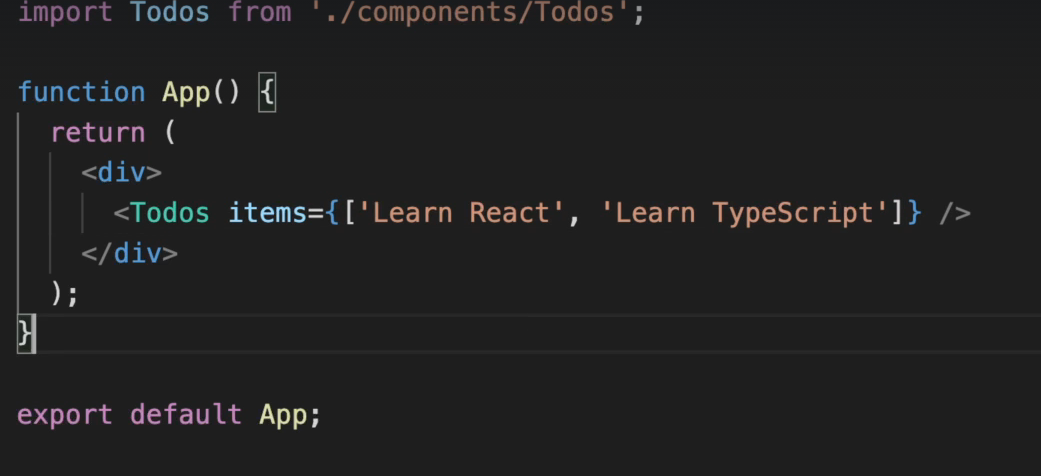 import Todos from './components/Todos';
function App() {
return (
<div>
<Todos items={['Learn React', 'Learn TypeScript']} />
</div>
);
}
export default App;